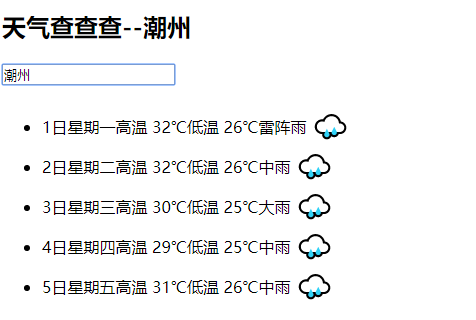 天气查查查--潮州
潮州
1日星期一高温 32℃低温 26℃雷阵雨
2日星期二高温 32℃低温 26℃中雨
3日星期三高温 30℃低温 25℃大雨
4日星期四高温 29℃低温 25℃中雨
5日星期五高温 31℃低温 26℃中雨